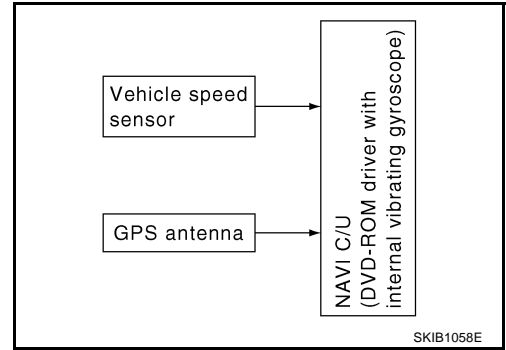 Vehicle speed
sensor
GPS antenna
NAVI C/U
(DVD-ROM driver with
internal vibrating gyroscope)
SKIB1058E